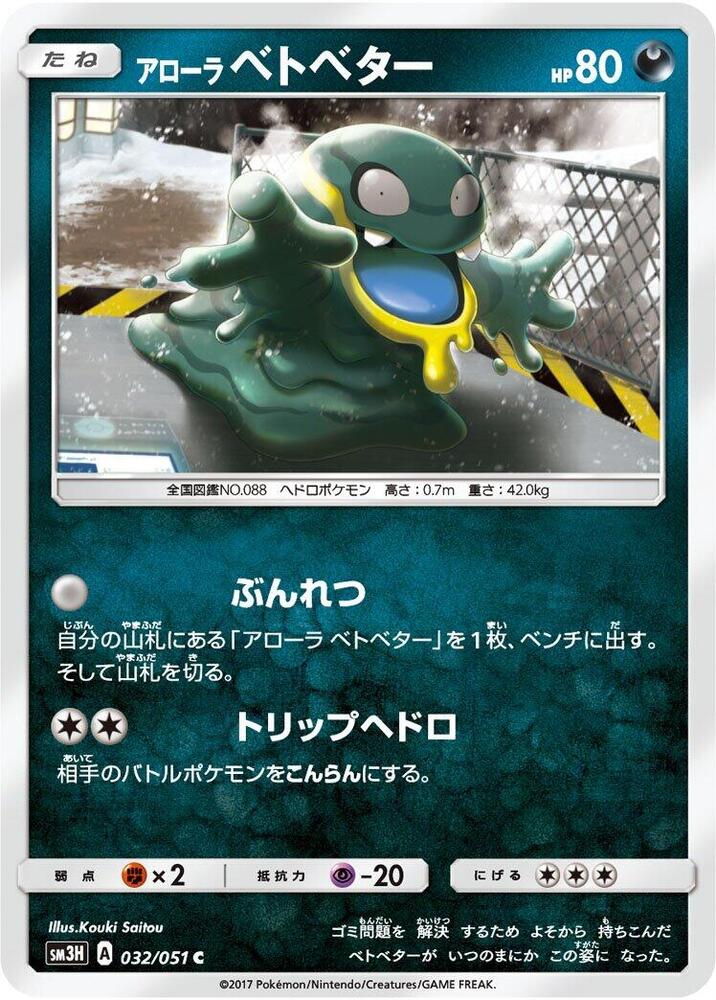 たね アローラ ベトベター HP80
全国図鑑NO.088 ヘドロポケモン 高さ:0.7m 重さ:42.0kg
ぶんれつ
自分の山札にある「アローラ ベトベター」を1枚、ベンチに出す。
そして山札を切る。
トリップヘドロ
相手のバトルポケモンをこんらんにする。
弱点 ×2 抵抗力 -20 にげる
Illus.Kouki Saitou
SM3H A 032/051 C
ゴミ問題を 解決 するため よそから 持ちこんだ
ベトベターが いつのまにか この姿に なった。
©2017 Pokémon/Nintendo/Creatures/GAME FREAK.